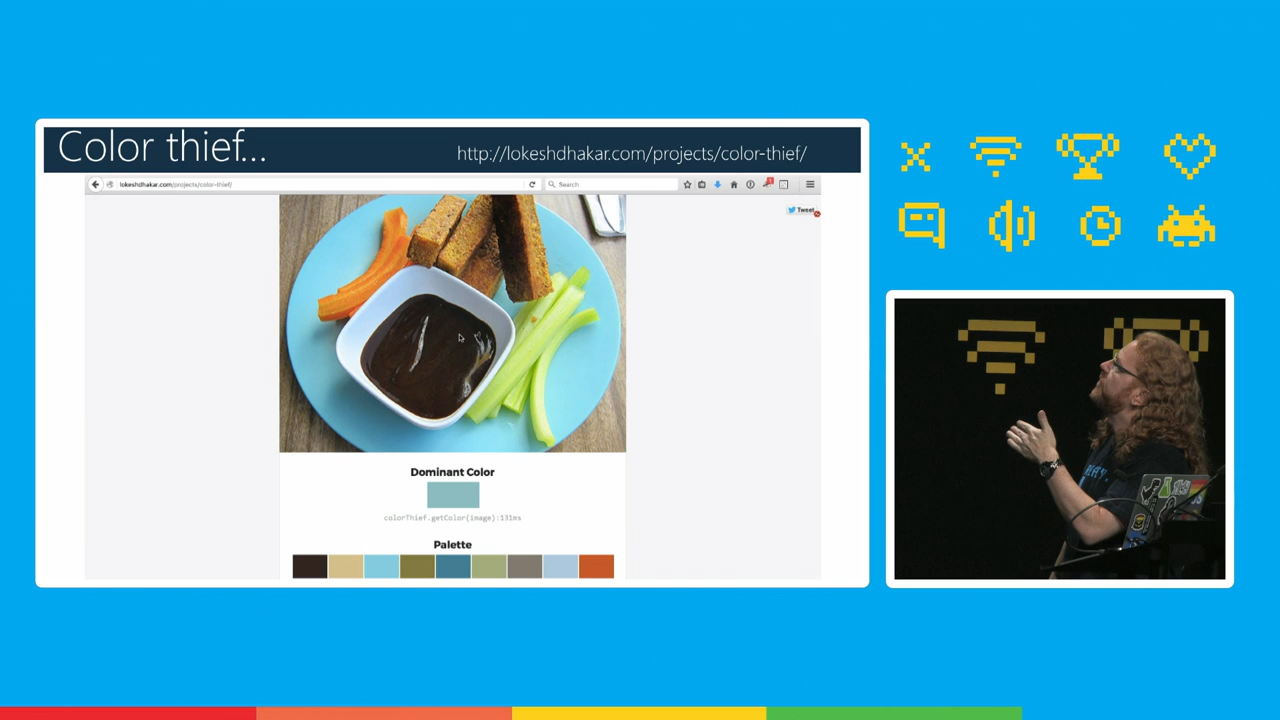 Color thief...
http://lokeshdhakar.com/projects/color-thief/
lokeshdhakar.com/projects/color-thief/
Search
Tweet
Dominant Color
colorThief.getColor(image):131ms
Palette